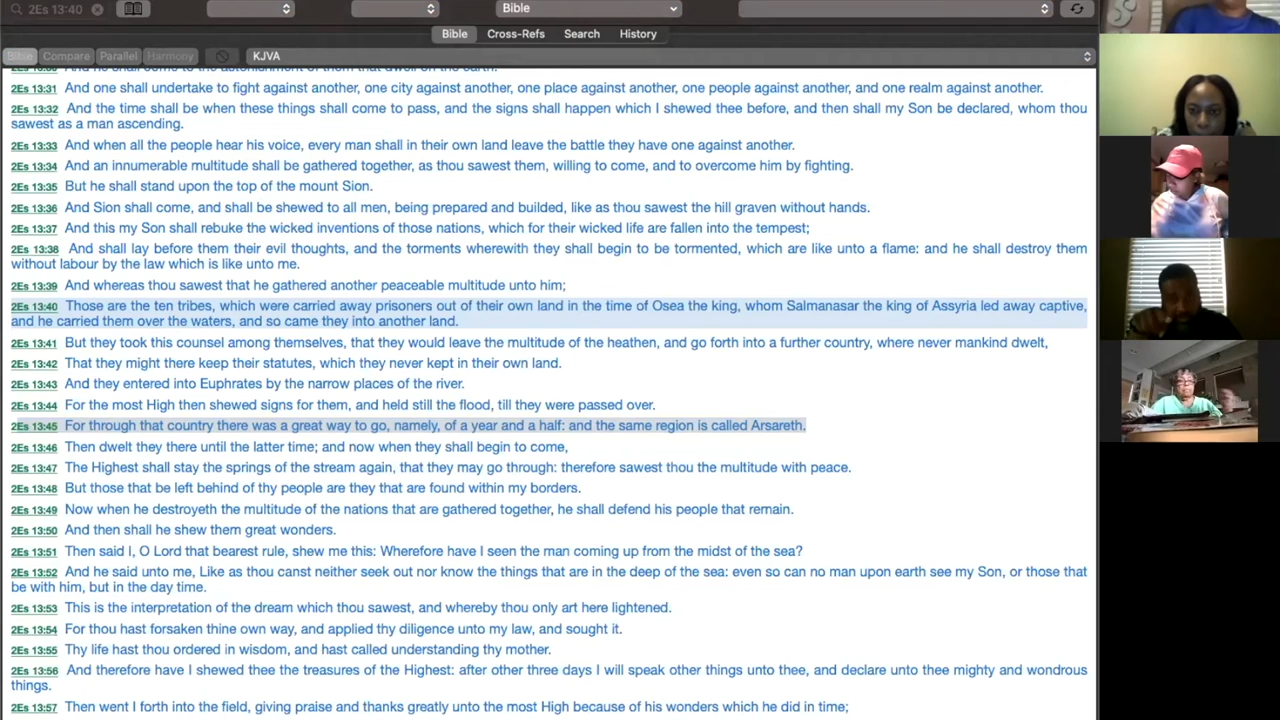 2Es 13:40
Bible
Bible Cross-Refs Search History
Bible Compare Parallel Harmony KJVA
2Es 13:30 And he shall come to the astonishment of them that dwell on the earth.
2Es 13:31 And one shall undertake to fight against another, one city against another, one place against another, one people against another, and one realm against another.
2Es 13:32 And the time shall be when these things shall come to pass, and the signs shall happen which I shewed thee before, and then shall my Son be declared, whom thou
sawest as a man ascending.
2Es 13:33 And when all the people hear his voice, every man shall in their own land leave the battle they have one against another.
2Es 13:34 And an innumerable multitude shall be gathered together, as thou sawest them, willing to come, and to overcome him by fighting.
2Es 13:35 But he shall stand upon the top of the mount Sion.
2Es 13:36 And Sion shall come, and shall be shewed to all men, being prepared and builded, like as thou sawest the hill graven without hands.
2Es 13:37 And this my Son shall rebuke the wicked inventions of those nations, which for their wicked life are fallen into the tempest;
2Es 13:38 And shall lay before them their evil thoughts, and the torments wherewith they shall begin to be tormented, which are like unto a flame: and he shall destroy them
without labour by the law which is like unto me.
2Es 13:39 And whereas thou sawest that he gathered another peaceable multitude unto him;
2Es 13:40 Those are the ten tribes, which were carried away prisoners out of their own land in the time of Osea the king, whom Salmanasar the king of Assyria led away captive,
and he carried them over the waters, and so came they into another land.
2Es 13:41 But they took this counsel among themselves, that they would leave the multitude of the heathen, and go forth into a further country, where never mankind dwelt,
2Es 13:42 That they might there keep their statutes, which they never kept in their own land.
2Es 13:43 And they entered into Euphrates by the narrow places of the river.
2Es 13:44 For the most High then shewed signs for them, and held still the flood, till they were passed over.
2Es 13:45 For through that country there was a great way to go, namely, of a year and a half: and the same region is called Arsareth.
2Es 13:46 Then dwelt they there until the latter time; and now when they shall begin to come,
2Es 13:47 The Highest shall stay the springs of the stream again, that they may go through: therefore sawest thou the multitude with peace.
2Es 13:48 But those that be left behind of thy people are they that are found within my borders.
2Es 13:49 Now when he destroyeth the multitude of the nations that are gathered together, he shall defend his people that remain.
2Es 13:50 And then shall he shew them great wonders.
2Es 13:51 Then said I, O Lord that bearest rule, shew me this: Wherefore have I seen the man coming up from the midst of the sea?
2Es 13:52 And he said unto me, Like as thou canst neither seek out nor know the things that are in the deep of the sea: even so can no man upon earth see my Son, or those that
be with him, but in the day time.
2Es 13:53 This is the interpretation of the dream which thou sawest, and whereby thou only art here lightened.
2Es 13:54 For thou hast forsaken thine own way, and applied thy diligence unto my law, and sought it.
2Es 13:55 Thy life hast thou ordered in wisdom, and hast called understanding thy mother.
2Es 13:56 And therefore have I shewed thee the treasures of the Highest: after other three days I will speak other things unto thee, and declare unto thee mighty and wondrous
things.
2Es 13:57 Then went I forth into the field, giving praise and thanks greatly unto the most High because of his wonders which he did in time;